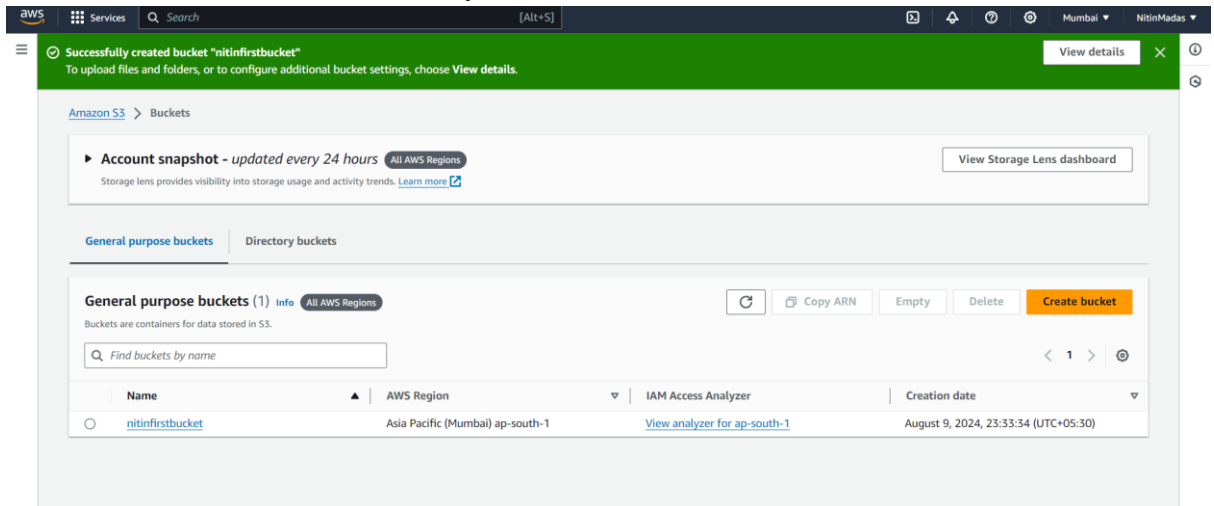 aws Services Search [Alt+S] Mumbai NitinMadas
Successfully created bucket "nitinfirstbucket"
View details
To upload files and folders, or to configure additional bucket settings, choose View details.
Amazon S3 > Buckets
Account snapshot - updated every 24 hours All AWS Regions
View Storage Lens dashboard
Storage lens provides visibility into storage usage and activity trends. Learn more
General purpose buckets Directory buckets
General purpose buckets (1) Info All AWS Regions
Copy ARN Empty Delete Create bucket
Buckets are containers for data stored in S3.
Find buckets by name
< 1 >
Name AWS Region IAM Access Analyzer Creation date
nitinfirstbucket Asia Pacific (Mumbai) ap-south-1 View analyzer for ap-south-1 August 9, 2024, 23:33:34 (UTC+05:30)